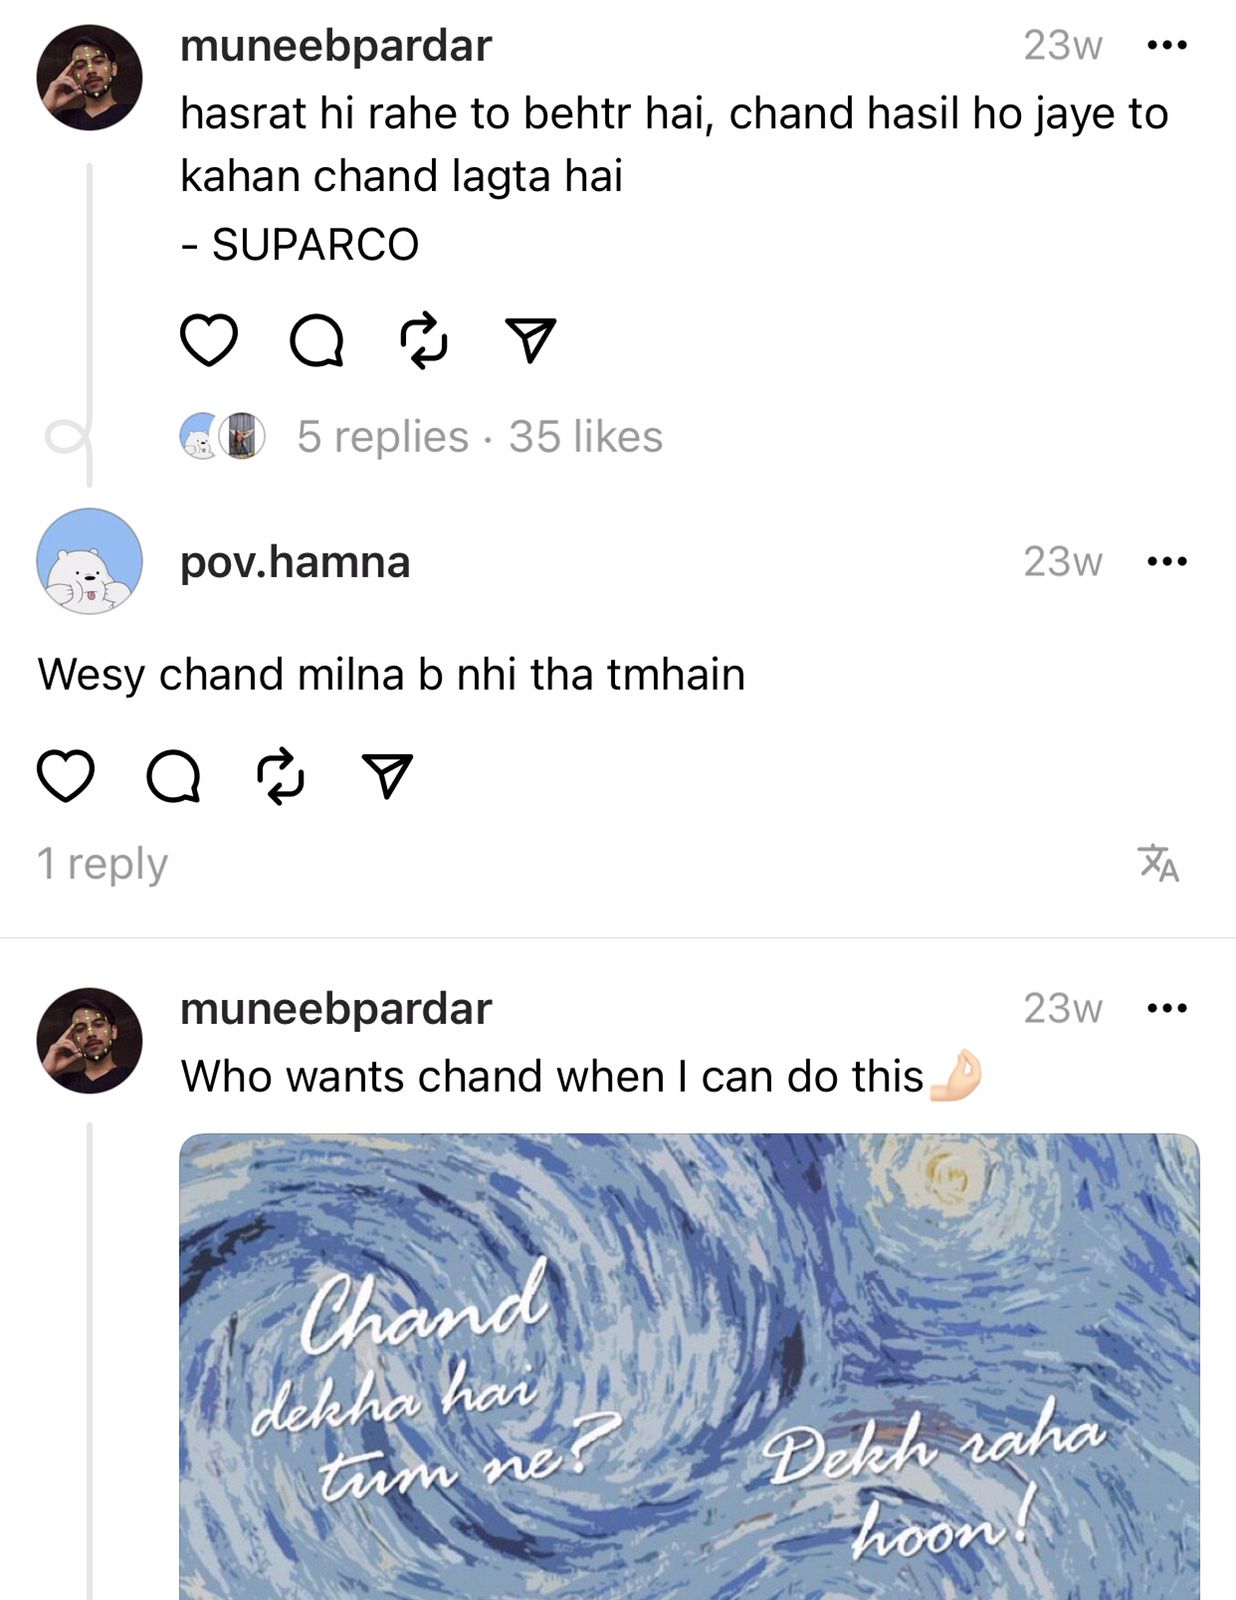 muneebpardar 23w
hasrat hi rahe to behtr hai, chand hasil ho jaye to
kahan chand lagta hai
- SUPARCO
5 replies · 35 likes
pov.hamna 23w
Wesy chand milna b nhi tha tmhain
1 reply
muneebpardar 23w
Who wants chand when I can do this🤌🏻
Chand
dekha hai
tum ne?
Dekh raha
hoon!